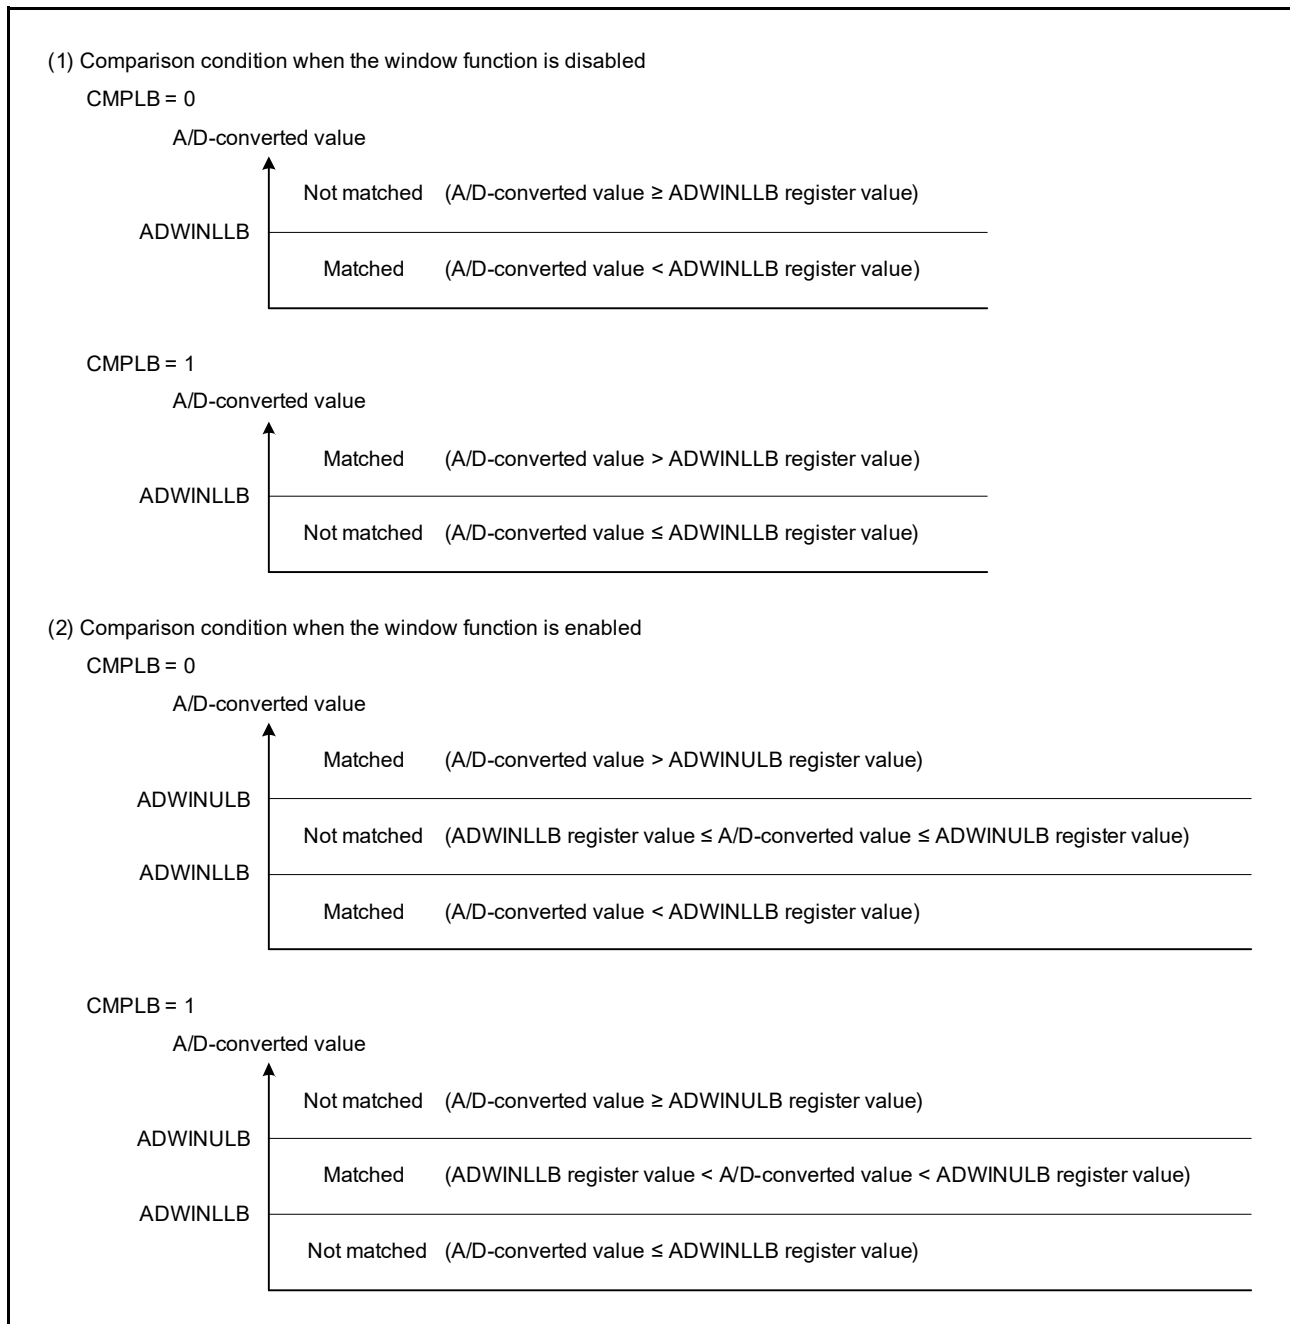 (1) Comparison condition when the window function is disabled
CMPLB = 0
A/D-converted value
Not matched (A/D-converted value ≥ ADWINLLB register value)
ADWINLLB
Matched (A/D-converted value < ADWINLLB register value)
CMPLB = 1
A/D-converted value
Matched (A/D-converted value > ADWINLLB register value)
ADWINLLB
Not matched (A/D-converted value ≤ ADWINLLB register value)
(2) Comparison condition when the window function is enabled
CMPLB = 0
A/D-converted value
Matched (A/D-converted value > ADWINULB register value)
ADWINULB
Not matched (ADWINLLB register value ≤ A/D-converted value ≤ ADWINULB register value)
ADWINLLB
Matched (A/D-converted value < ADWINLLB register value)
CMPLB = 1
A/D-converted value
Not matched (A/D-converted value ≥ ADWINULB register value)
ADWINULB
Matched (ADWINLLB register value < A/D-converted value < ADWINULB register value)
ADWINLLB
Not matched (A/D-converted value ≤ ADWINLLB register value)